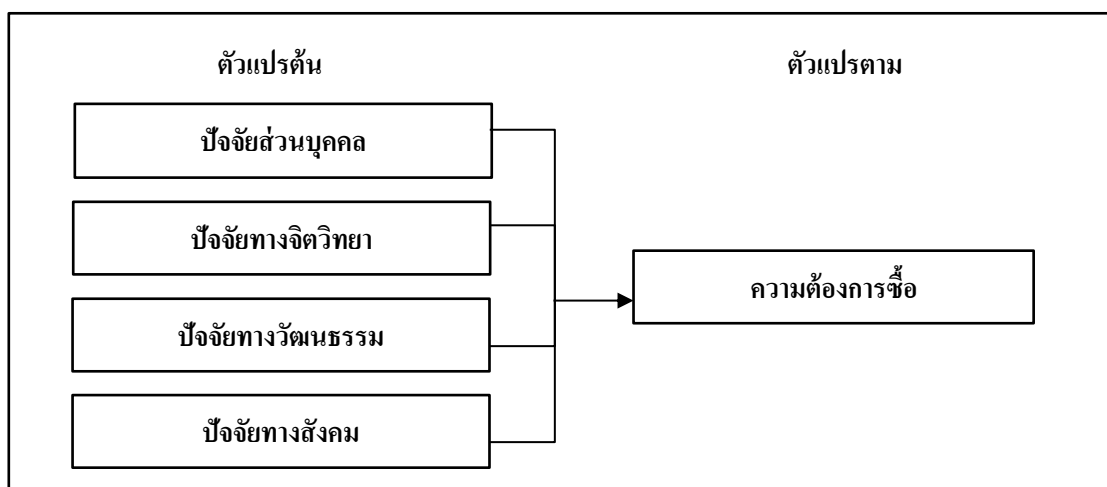 ตัวแปรต้น
ตัวแปรตาม
ปัจจัยส่วนบุคคล
ปัจจัยทางจิตวิทยา
ความต้องการซื้อ
ปัจจัยทางวัฒนธรรม
ปัจจัยทางสังคม